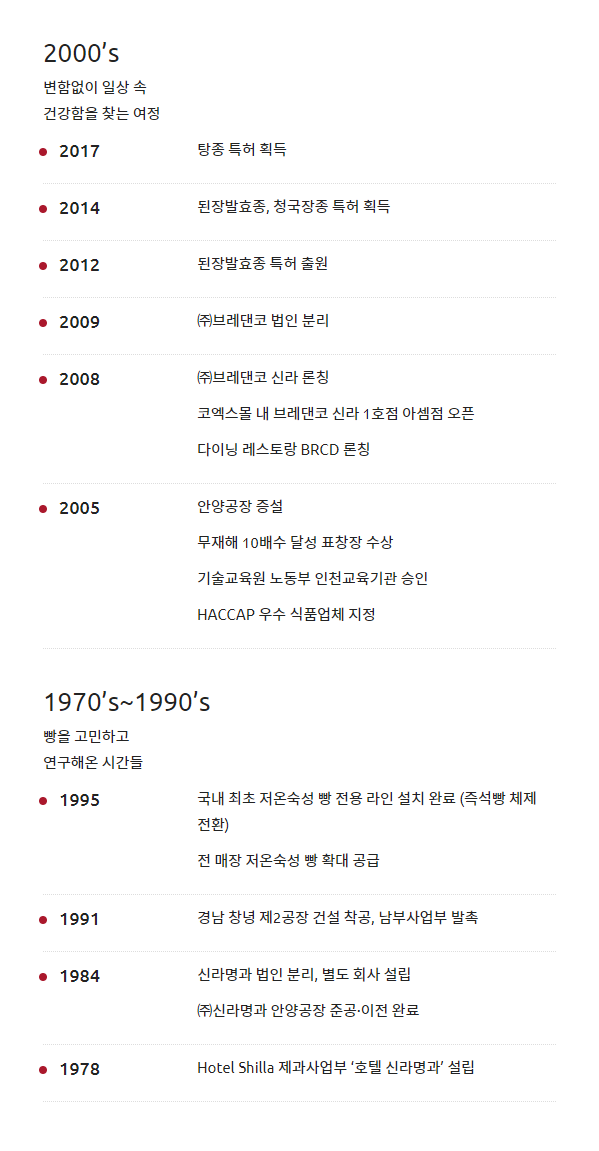 2000’s
변함없이 일상 속
건강함을 찾는 여정
2017 탕종 특허 획득
2014 된장발효종, 청국장종 특허 획득
2012 된장발효종 특허 출원
2009 ㈜브레댄코 법인 분리
2008 ㈜브레댄코 신라 론칭
코엑스몰 내 브레댄코 신라 1호점 아셈점 오픈
다이닝 레스토랑 BRCD 론칭
2005 안양공장 증설
무재해 10배수 달성 표창장 수상
기술교육원 노동부 인천교육기관 승인
HACCAP 우수 식품업체 지정
1970’s~1990’s
빵을 고민하고
연구해온 시간들
1995 국내 최초 저온숙성 빵 전용 라인 설치 완료 (즉석빵 체제
전환)
전 매장 저온숙성 빵 확대 공급
1991 경남 창녕 제2공장 건설 착공, 남부사업부 발촉
1984 신라명과 법인 분리, 별도 회사 설립
㈜신라명과 안양공장 준공·이전 완료
1978 Hotel Shilla 제과사업부 ‘호텔 신라명과’ 설립